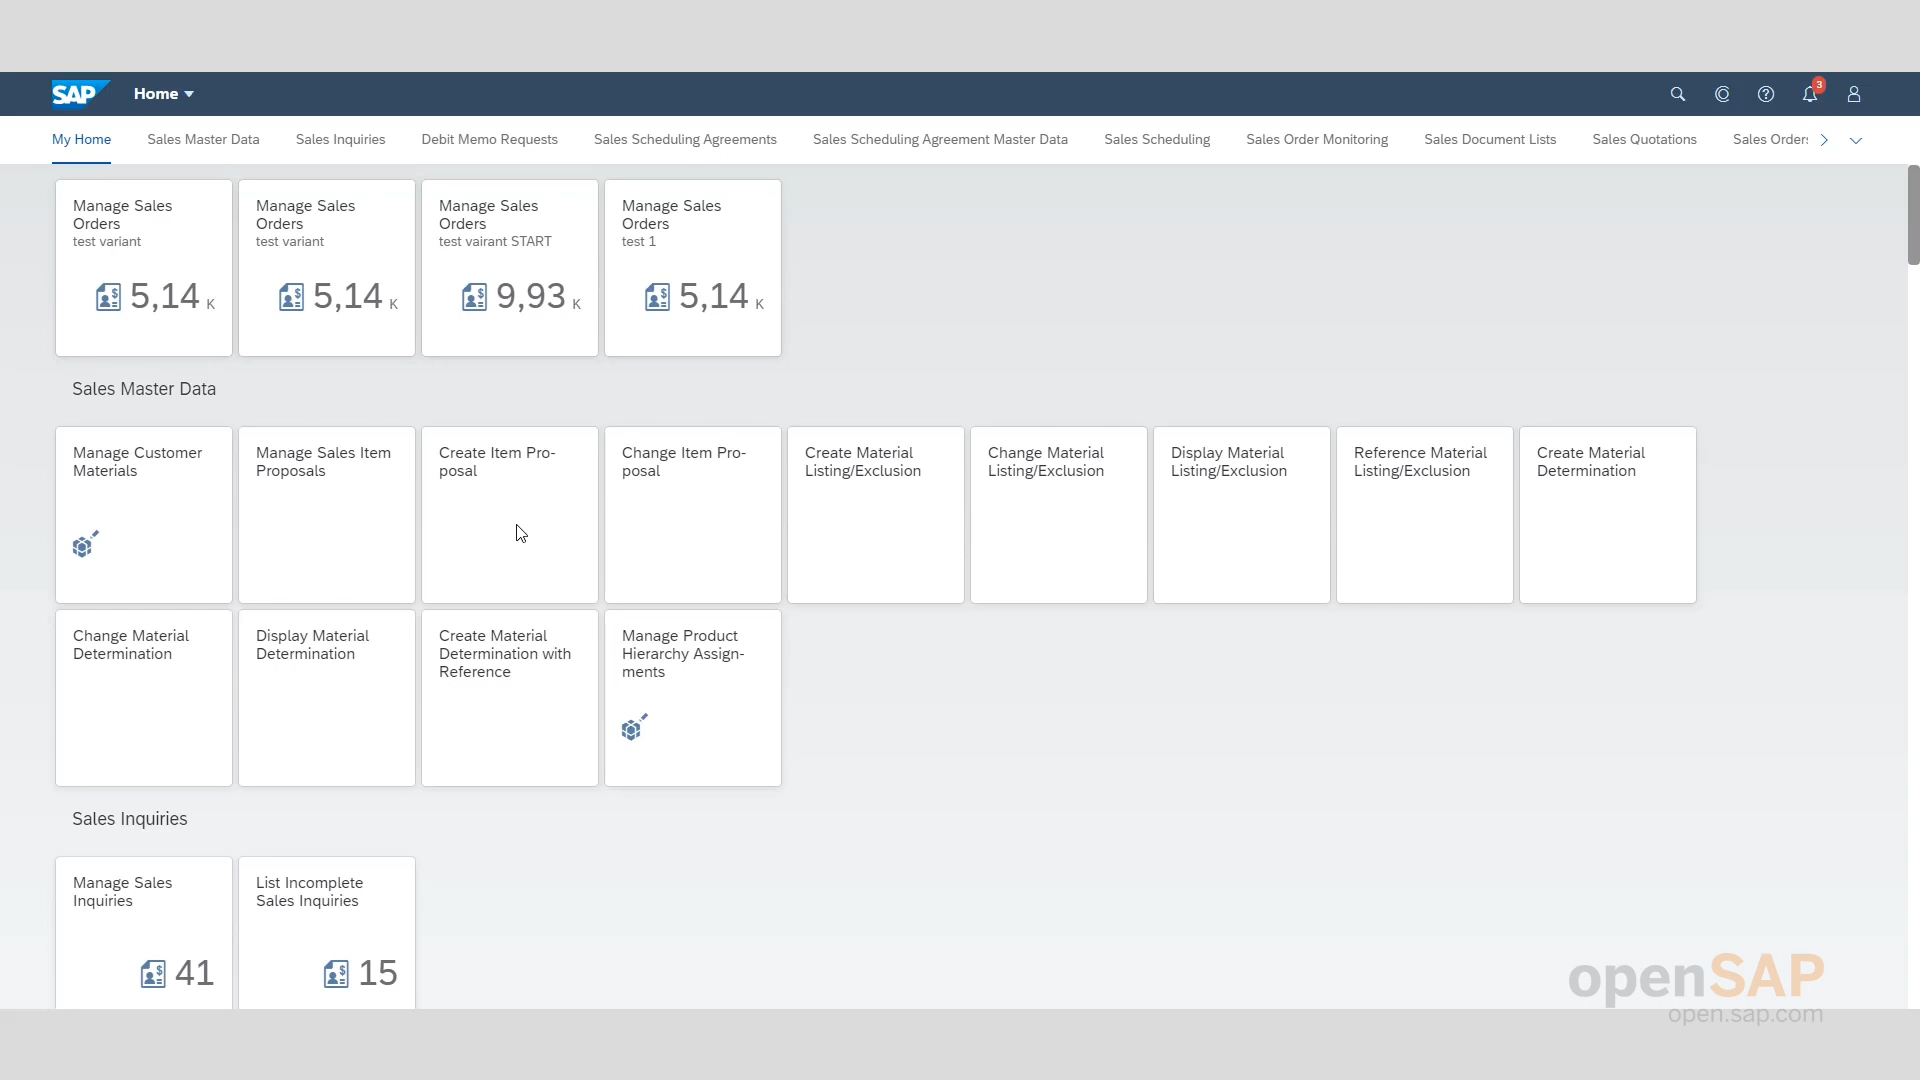 SAP Home 3
My Home Sales Master Data Sales Inquiries Debit Memo Requests Sales Scheduling Agreements Sales Scheduling Agreement Master Data Sales Scheduling Sales Order Monitoring Sales Document Lists Sales Quotations Sales Orders
Manage Sales
Orders
test variant
5,14 K
Manage Sales
Orders
test variant
5,14 K
Manage Sales
Orders
test vairant START
9,93 K
Manage Sales
Orders
test 1
5,14 K
Sales Master Data
Manage Customer
Materials
Manage Sales Item
Proposals
Create Item Pro-
posal
Change Item Pro-
posal
Create Material
Listing/Exclusion
Change Material
Listing/Exclusion
Display Material
Listing/Exclusion
Reference Material
Listing/Exclusion
Create Material
Determination
Change Material
Determination
Display Material
Determination
Create Material
Determination with
Reference
Manage Product
Hierarchy Assign-
ments
Sales Inquiries
Manage Sales
Inquiries
41
List Incomplete
Sales Inquiries
15
openSAP
open.sap.com